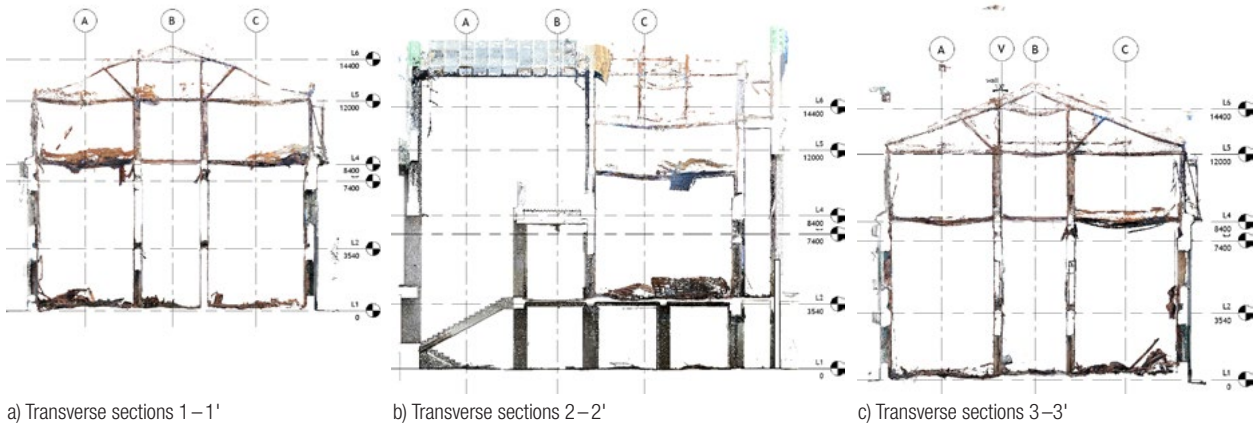 A
B
C
L6
14400
L5
12000
L4
8400
7400
L2
3540
L1
0
A
B
C
L6
14400
L5
12000
L4
8400
7400
L2
3540
L1
0
A
V
B
C
wall
L6
14400
L5
12000
L4
8400
7400
L2
3540
L1
0
a) Transverse sections 1–1'
b) Transverse sections 2–2'
c) Transverse sections 3–3'